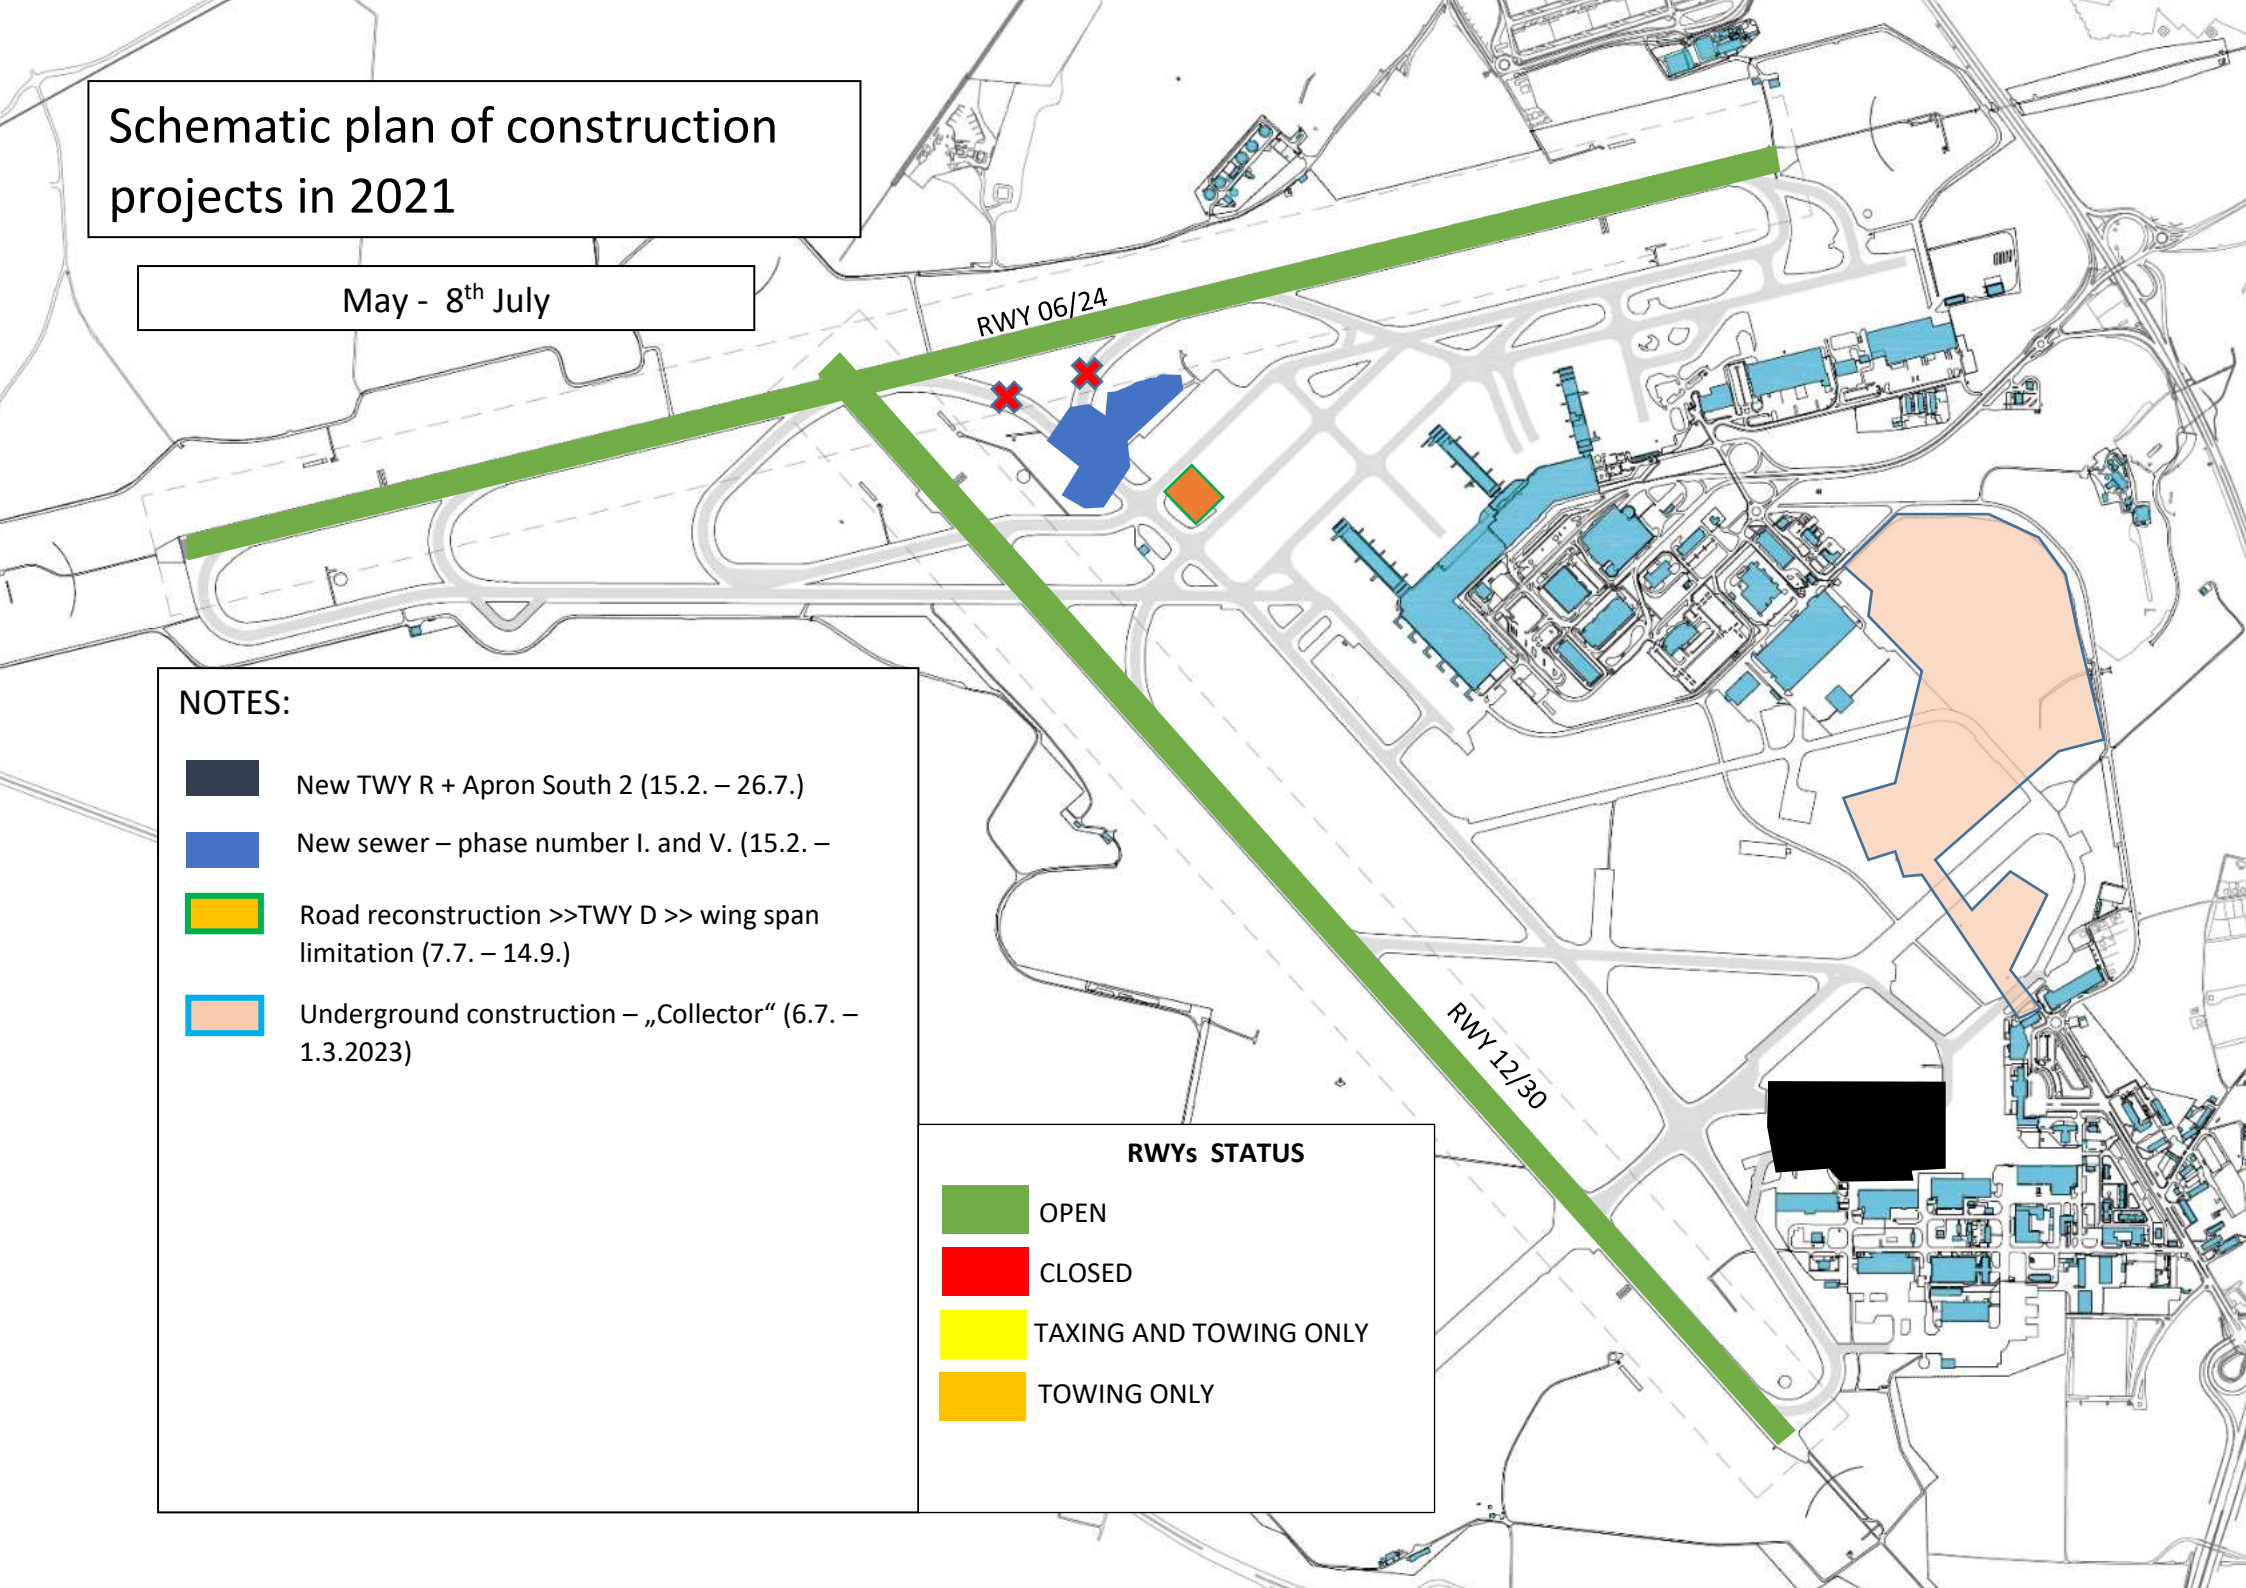 Schematic plan of construction
projects in 2021
May - 8th July
RWY 06/24
NOTES:
New TWY R + Apron South 2 (15.2. – 26.7.)
New sewer – phase number I. and V. (15.2. –
Road reconstruction >>TWY D >> wing span
limitation (7.7. – 14.9.)
Underground construction – „Collector“ (6.7. –
1.3.2023)
RWY 12/30
RWYs STATUS
OPEN
CLOSED
TAXING AND TOWING ONLY
TOWING ONLY